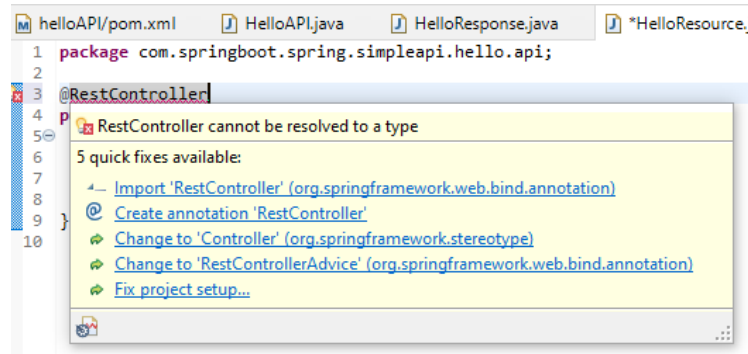 helloAPI/pom.xml HelloAPI.java HelloResponse.java *HelloResource.
1 package com.springboot.spring.simpleapi.hello.api;
2
3 @RestController
4 p
RestController cannot be resolved to a type
5
5 quick fixes available:
6
Import 'RestController' (org.springframework.web.bind.annotation)
7
Create annotation 'RestController'
8
Change to 'Controller' (org.springframework.stereotype)
9 }
10
Change to 'RestControllerAdvice' (org.springframework.web.bind.annotation)
Fix project setup...